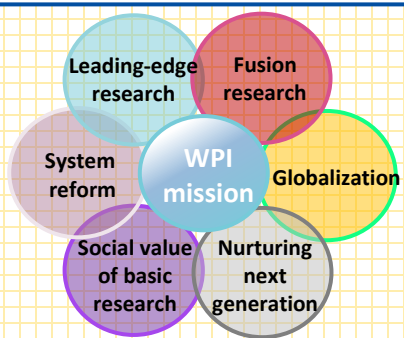 Leading-edge
research
Fusion
research
System
reform
WPI
mission
Globalization
Social value
of basic
research
Nurturing
next
generation